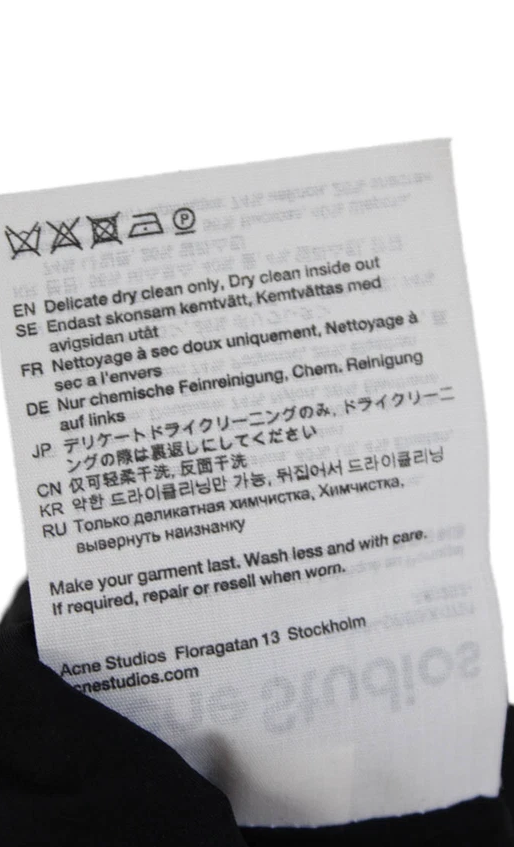 EN Delicate dry clean only, Dry clean inside out
SE Endast skonsam kemtvätt, Kemtvättas med
avigsidan utåt
FR Nettoyage à sec doux uniquement, Nettoyage à
sec a l'envers
DE Nur chemische Feinreinigung, Chem. Reinigung
auf links
JP デリケートドライクリーニングのみ, ドライクリーニ
ングの際は裏返しにしてください
CN 仅可轻柔干洗, 反面干洗
KR 약한 드라이클리닝만 가능, 뒤집어서 드라이클리닝
RU Только деликатная химчистка, Химчистка,
вывернуть наизнанку
Make your garment last. Wash less and with care.
If required, repair or resell when worn.
Acne Studios Floragatan 13 Stockholm
cnestudios.com